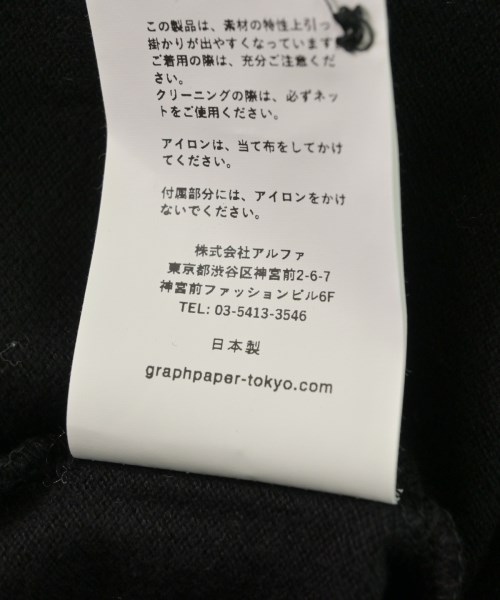 この製品は、素材の特性上引っ
掛かりが出やすくなっています
ご着用の際は、充分ご注意くだ
さい。
クリーニングの際は、必ずネッ
トをご使用ください。
アイロンは、当て布をしてかけ
てください。
付属部分には、アイロンをかけ
ないでください。
株式会社アルファ
東京都渋谷区神宮前2-6-7
神宮前ファッションビル6F
TEL: 03-5413-3546
日本製
graphpaper-tokyo.com